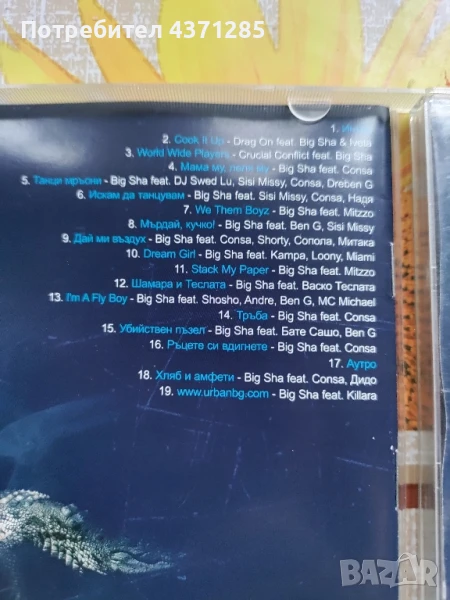 Потребител 4371285
1. Интро
2. Cook It Up - Drag On feat. Big Sha & Neta
3. World Wide Players - Crucial Conflict feat. Big Sha
4. Мама му, леле му - Big Sha feat. Consa
5. Танци мръсни - Big Sha feat. DJ Swed Lu, Sisi Missy, Consa, Dreben G
6. Искам да танцувам - Big Sha feat. Sisi Missy, Consa, Надя
7. We Them Boyz - Big Sha feat. Mitzzo
8. Мърдай, кучко! - Big Sha feat. Ben G, Sisi Missy
9. Дай ми въздух - Big Sha feat. Consa, Shorty, Сопола, Митака
10. Dream Girl - Big Sha feat. Kampa, Loony, Miami
11. Stack My Paper - Big Sha feat. Mitzzo
12. Шамара и Теслата - Big Sha feat. Васко Теслата
13. I'm A Fly Boy - Big Sha feat. Shosho, Andre, Ben G, MC Michael
14. Тръба - Big Sha feat. Consa
15. Убийствен пъзел - Big Sha feat. Бате Сашо, Ben G
16. Ръцете си вдигнете - Big Sha feat. Consa
17. Аутро
18. Хляб и амфети - Big Sha feat. Consa, Дидо
19. www.urbanbg.com - Big Sha feat. Killara
BAZAR